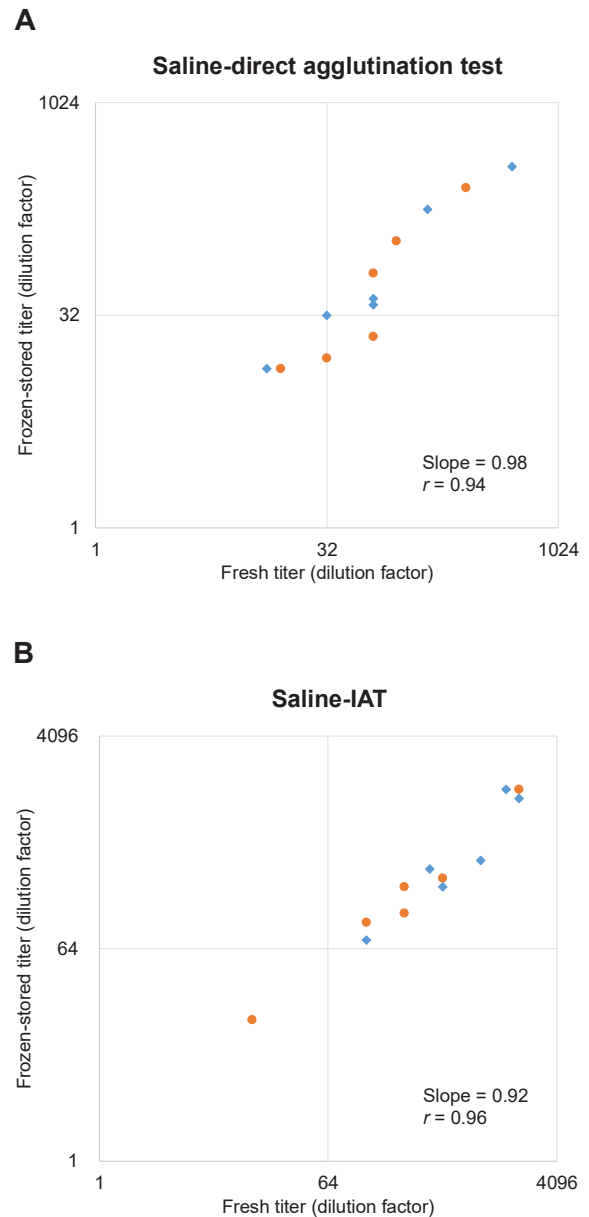 A
Saline-direct agglutination test
1024
32
1
Frozen-stored titer (dilution factor)
Slope = 0.98
r = 0.94
1 32 1024
Fresh titer (dilution factor)
B
Saline-IAT
4096
64
1
Frozen-stored titer (dilution factor)
Slope = 0.92
r = 0.96
1 64 4096
Fresh titer (dilution factor)